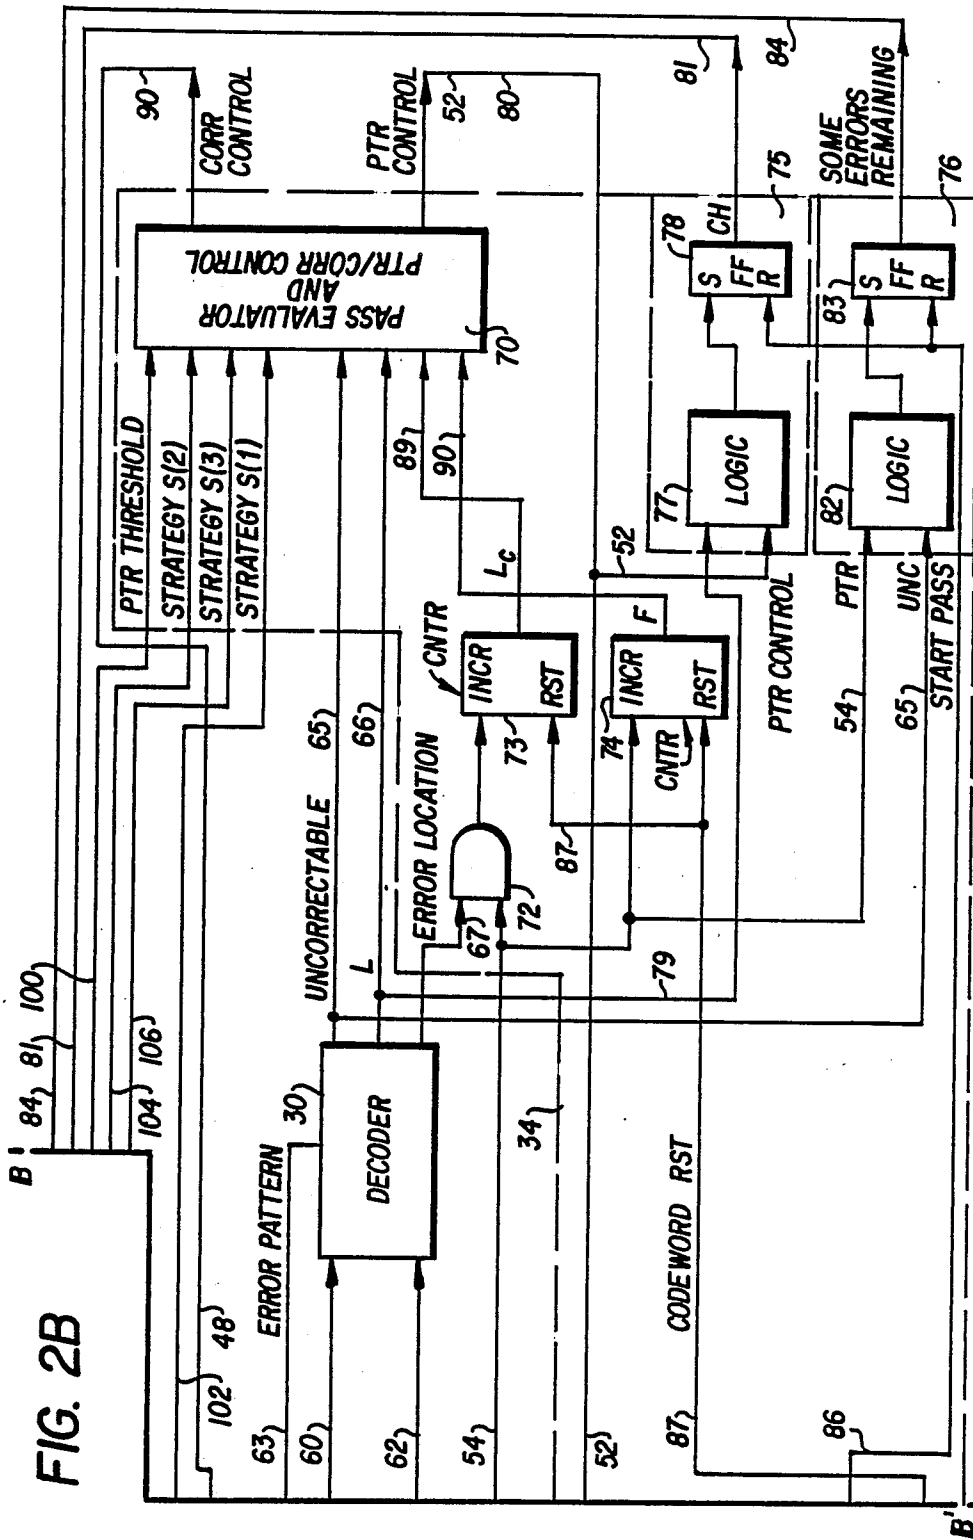 FIG. 2B
B'
84
81
100
104
106
102
48
PTR THRESHOLD
STRATEGY S(2)
STRATEGY S(3)
STRATEGY S(1)
90
CORR
CONTROL
PASS EVALUATOR
AND
PTR/CORR CONTROL
70
PTR
CONTROL
52
80
63
ERROR PATTERN
30
60
62
DECODER
UNCORRECTABLE
65
L
66
ERROR LOCATION
67
72
54
34
52
CNTR
INCR
RST
73
LC
89
90
74
INCR
RST
CNTR
F
87
79
52
PTR CONTROL
77
LOGIC
78
S
FF
R
CH
81
75
CODEWORD RST
87
86
54
PTR
65
UNC
START PASS
82
LOGIC
83
S
FF
R
SOME
ERRORS
REMAINING
84
76
B'